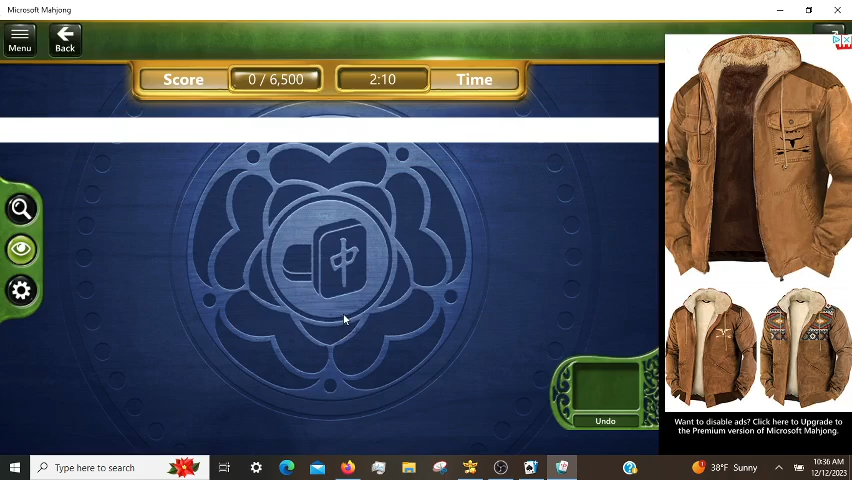 Microsoft Mahjong
Menu
Back
Score
0 / 6,500
2:10
Time
中
Undo
Want to disable ads? Click here to Upgrade to
the Premium version of Microsoft Mahjong.
Type here to search
38°F Sunny
10:36 AM
12/12/2023